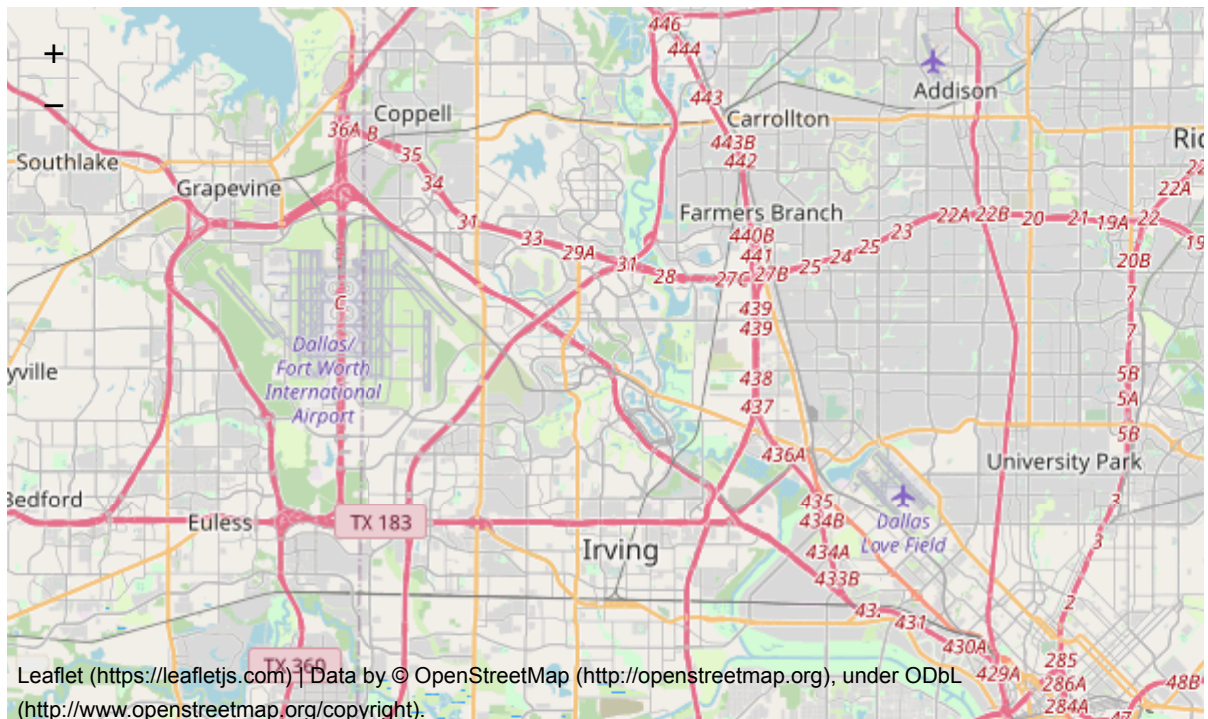 446
+
444
Addison
443
−
Coppell
Carrollton
36A
B
443B
Ric
35
442
Southlake
22
34
22A
Grapevine
Farmers Branch
31
22A
22B
20
21
19A
22
33
440B
23
19
29A
441
25
24
20B
31
28
27C
27B
25
C
439
7
439
7
Dallas/
Fort Worth
International
Airport
yville
438
5B
5A
437
5B
436A
University Park
Bedford
435
3
Euless
TX 183
434B
Dallas
Love Field
3
Irving
434A
433B
2
43
431
430A
285
TX 360
429A
286A
48B
284A
47
Leaflet (https://leafletjs.com) | Data by © OpenStreetMap (http://openstreetmap.org), under ODbL
(http://www.openstreetmap.org/copyright).